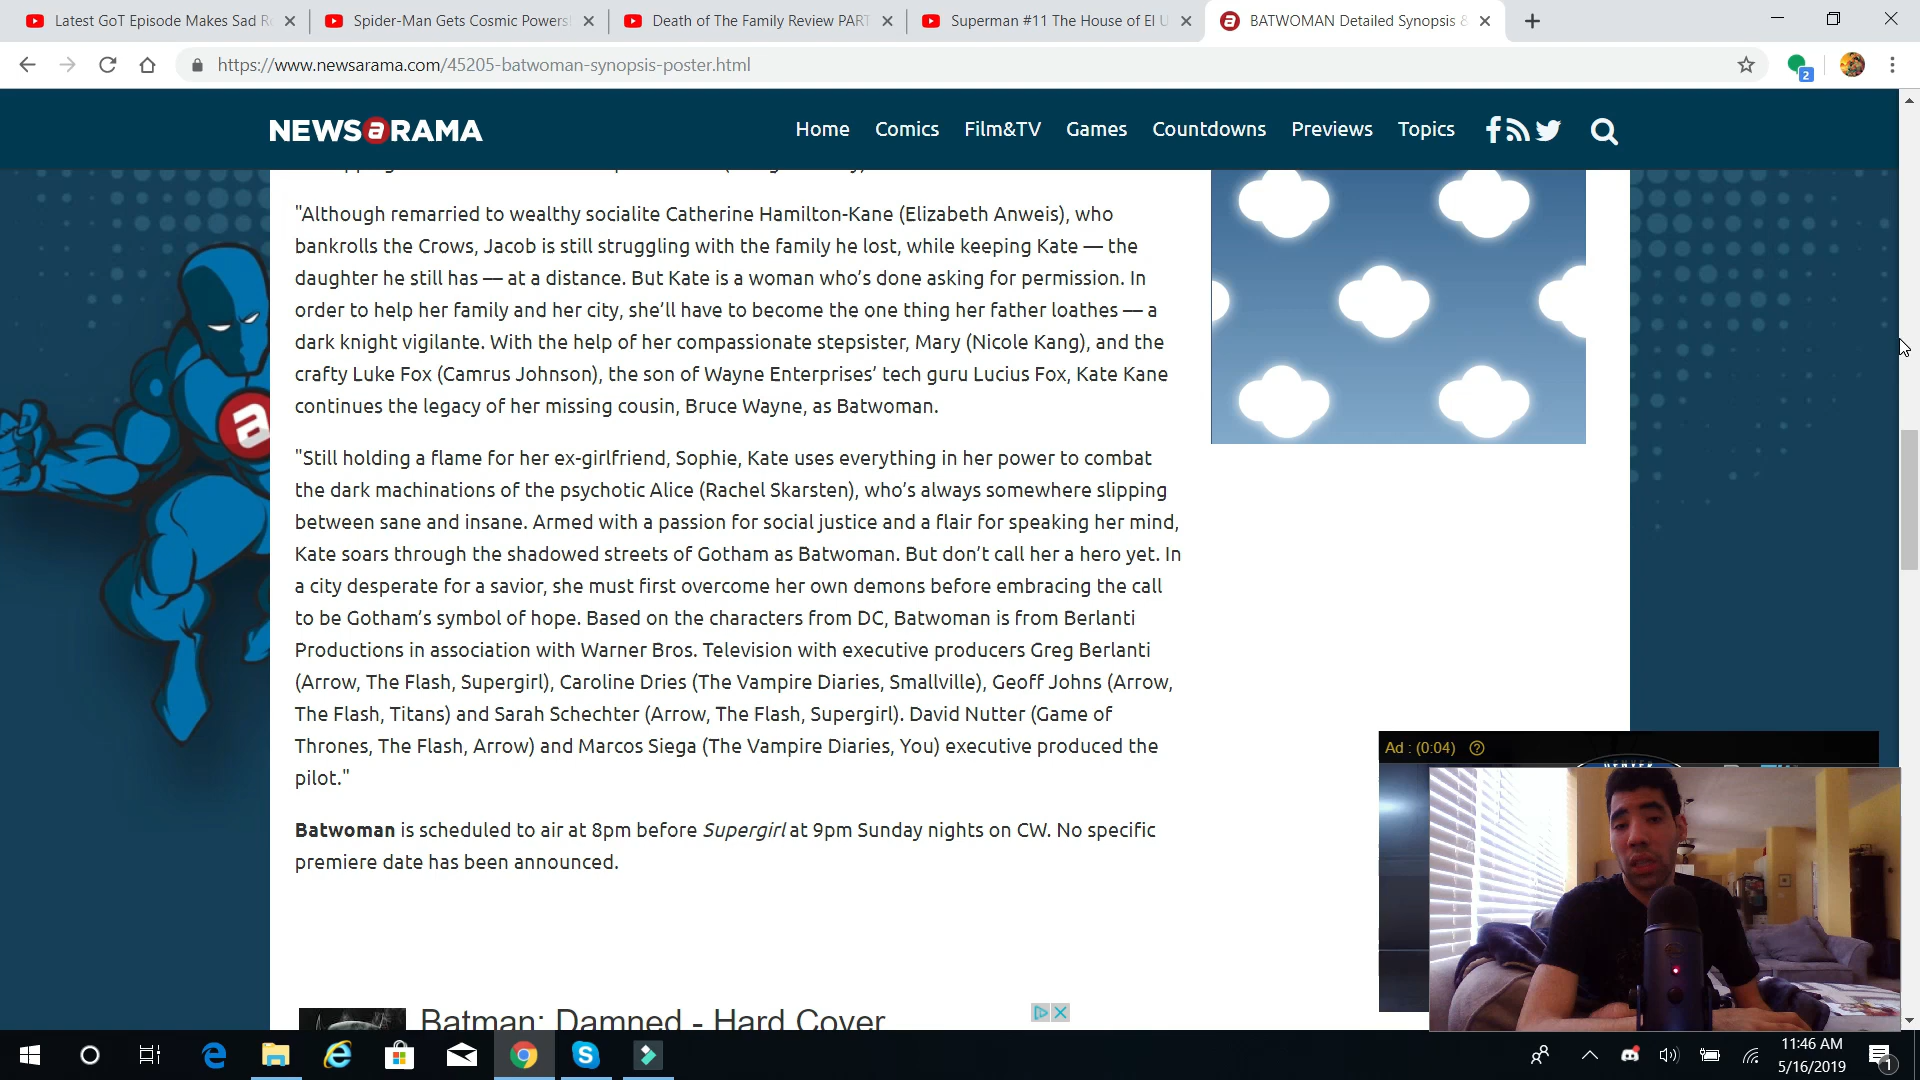 Latest GoT Episode Makes Sad R
Spider-Man Gets Cosmic Powers
Death of The Family Review PART
Superman #11 The House of El U
BATWOMAN Detailed Synopsis &
https://www.newsarama.com/45205-batwoman-synopsis-poster.html
2
NEWSaRAMA
Home
Comics
Film&TV
Games
Countdowns
Previews
Topics
"Although remarried to wealthy socialite Catherine Hamilton-Kane (Elizabeth Anweis), who
bankrolls the Crows, Jacob is still struggling with the family he lost, while keeping Kate –– the
daughter he still has –– at a distance. But Kate is a woman who’s done asking for permission. In
order to help her family and her city, she’ll have to become the one thing her father loathes –– a
dark knight vigilante. With the help of her compassionate stepsister, Mary (Nicole Kang), and the
crafty Luke Fox (Camrus Johnson), the son of Wayne Enterprises’ tech guru Lucius Fox, Kate Kane
continues the legacy of her missing cousin, Bruce Wayne, as Batwoman.
"Still holding a flame for her ex-girlfriend, Sophie, Kate uses everything in her power to combat
the dark machinations of the psychotic Alice (Rachel Skarsten), who’s always somewhere slipping
between sane and insane. Armed with a passion for social justice and a flair for speaking her mind,
Kate soars through the shadowed streets of Gotham as Batwoman. But don’t call her a hero yet. In
a city desperate for a savior, she must first overcome her own demons before embracing the call
to be Gotham’s symbol of hope. Based on the characters from DC, Batwoman is from Berlanti
Productions in association with Warner Bros. Television with executive producers Greg Berlanti
(Arrow, The Flash, Supergirl), Caroline Dries (The Vampire Diaries, Smallville), Geoff Johns (Arrow,
The Flash, Titans) and Sarah Schechter (Arrow, The Flash, Supergirl). David Nutter (Game of
Thrones, The Flash, Arrow) and Marcos Siega (The Vampire Diaries, You) executive produced the
pilot."
Batwoman is scheduled to air at 8pm before Supergirl at 9pm Sunday nights on CW. No specific
premiere date has been announced.
Ad : (0:04)
Batman: Damned - Hard Cover
11:46 AM
5/16/2019
1